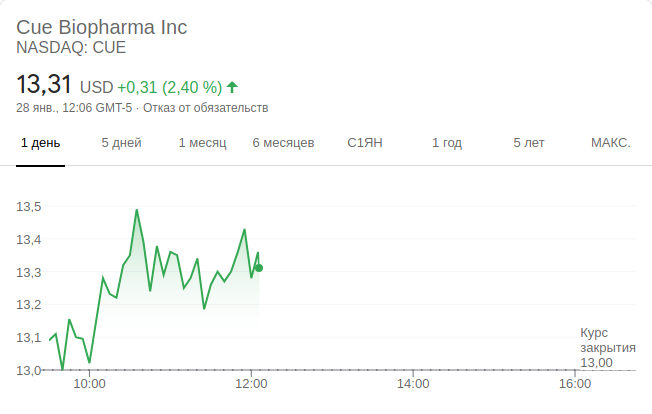 Cue Biopharma Inc
NASDAQ: CUE
13,31 USD +0,31 (2,40 %)
28 янв., 12:06 GMT-5 · Отказ от обязательств
1 день 5 дней 1 месяц 6 месяцев С1ЯН 1 год 5 лет МАКС.
13,5
13,4
13,3
13,2
13,1
13,0
Курс
закрытия
13,00
10:00 12:00 14:00 16:00